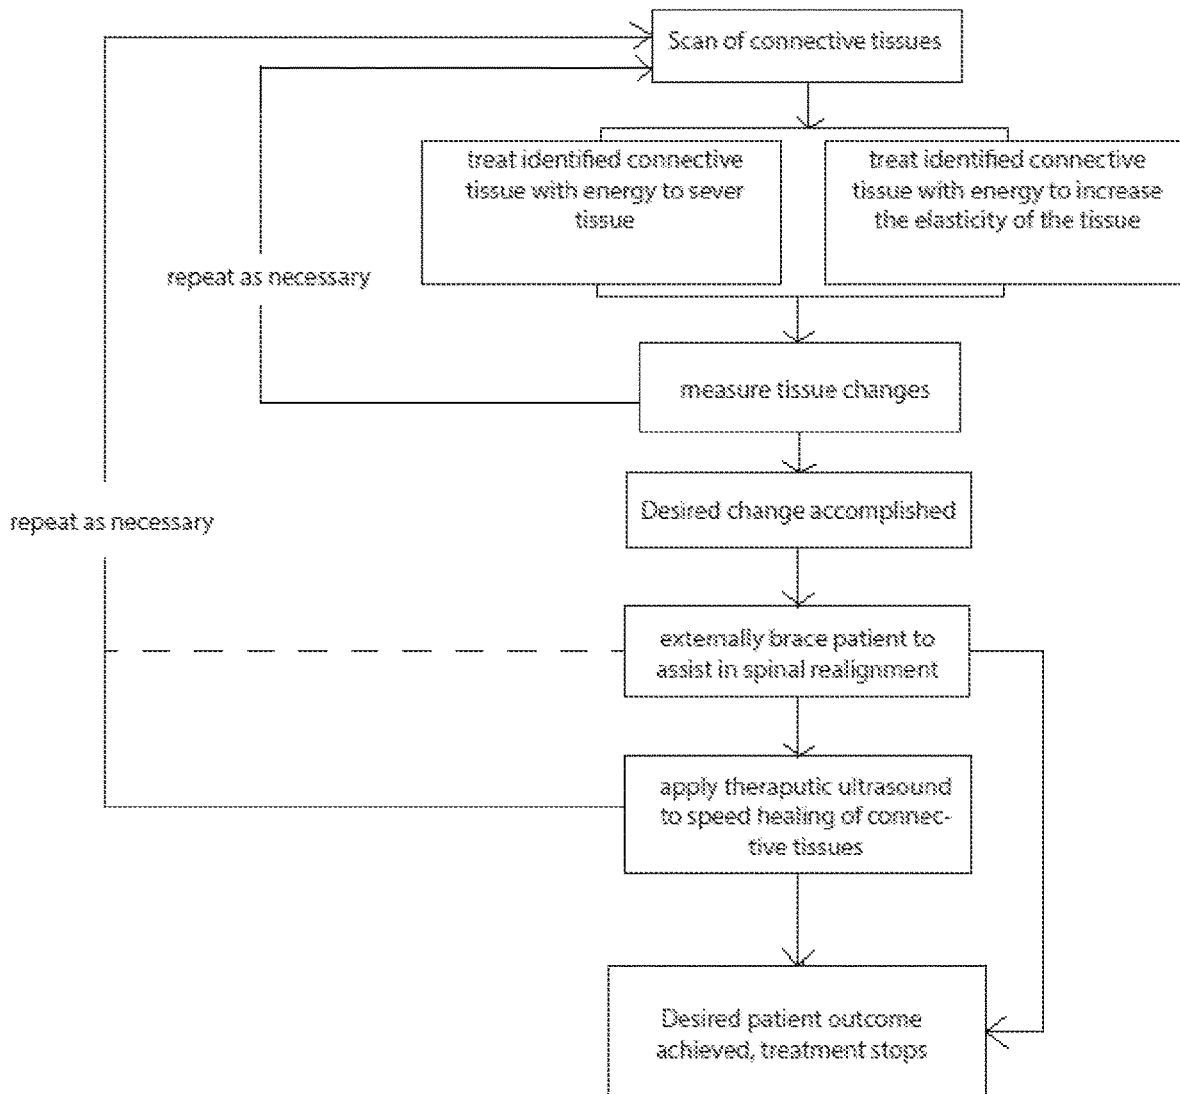 Scan of connective tissues
treat identified connective
tissue with energy to sever
tissue
treat identified connective
tissue with energy to increase
the elasticity of the tissue
repeat as necessary
measure tissue changes
Desired change accomplished
repeat as necessary
externally brace patient to
assist in spinal realignment
apply theraputic ultrasound
to speed healing of connec-
tive tissues
Desired patient outcome
achieved, treatment stops